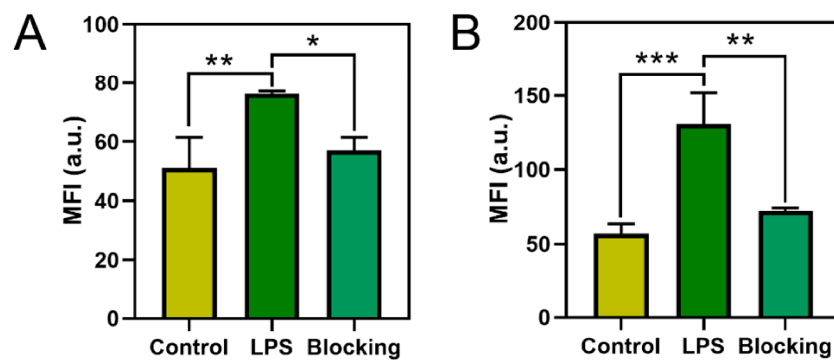 A
MFI (a.u.)
100
80
60
40
20
0
**
*
Control LPS Blocking
B
MFI (a.u.)
200
150
100
50
0
***
**
Control LPS Blocking